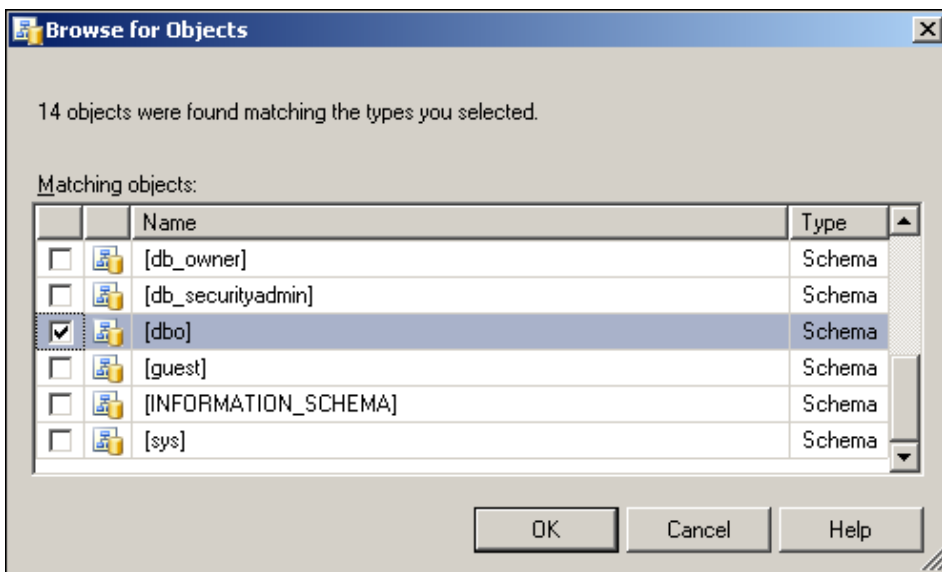 Browse for Objects
14 objects were found matching the types you selected.
Matching objects:
Name Type
[db_owner] Schema
[db_securityadmin] Schema
[dbo] Schema
[guest] Schema
[INFORMATION_SCHEMA] Schema
[sys] Schema
OK Cancel Help